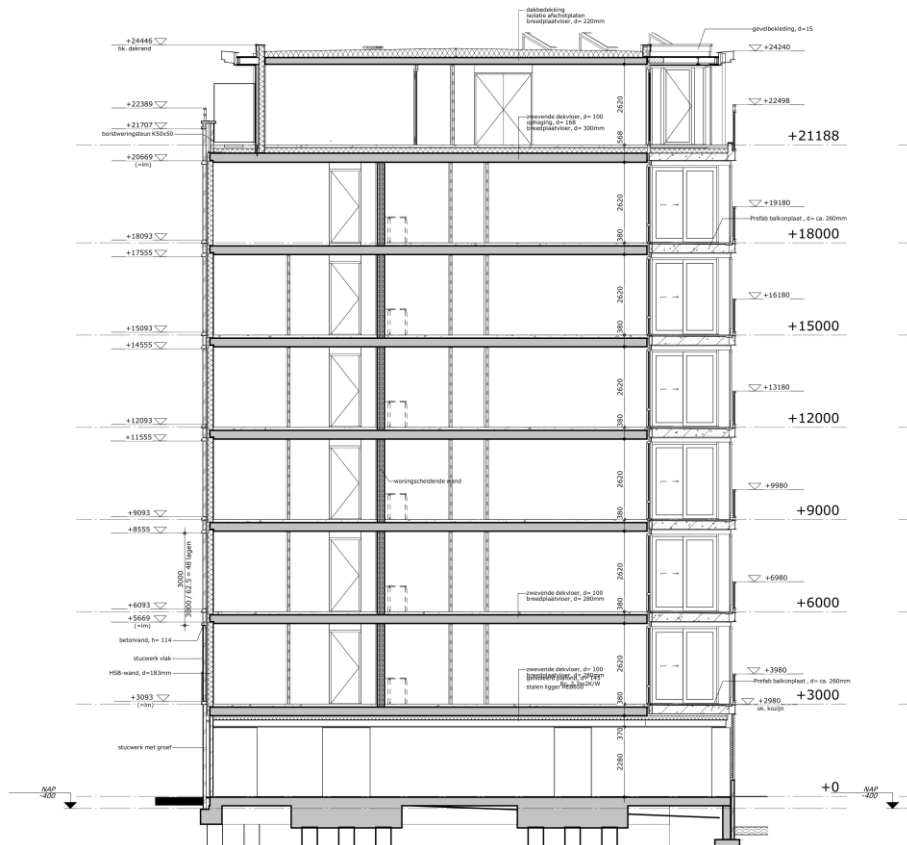 dakbedekking
isolatie afschotplaten
breedplaatvloer, d= 220mm
gevelbekleding, d=15
+24446
bk. dakrand
+24240
+22389
+22498
2620
zwevende dekvloer, d= 100
ophoging, d= 168
breedplaatvloer, d= 300mm
+21707
borstweringsteun K50x50
568
+21188
+20669
(=lm)
2620
+19180
Prefab balkonplaat , d= ca. 260mm
+18093
380
+18000
+17555
2620
+16180
+15093
380
+15000
+14555
2620
+13180
+12093
380
+12000
+11555
2620
woningscheidende wand
+9980
+9093
380
+9000
+8555
3000
3000 / 62.5 = 48 lagen
2620
+6980
zwevende dekvloer, d= 100
breedplaatvloer, d= 280mm
+6093
380
+6000
+5669
(=lm)
betonrand, h= 114
stucwerk vlak
2620
HSB-wand, d=183mm
+3980
zwevende dekvloer, d= 100
breedplaatvloer, d= 280mm
Prefab balkonplaat , d= ca. 260mm
+3093
(=lm)
380
+3000
+2980
ok. kozijn
370
stucwerk met groef
2280
+0
NAP
-400
NAP
-400